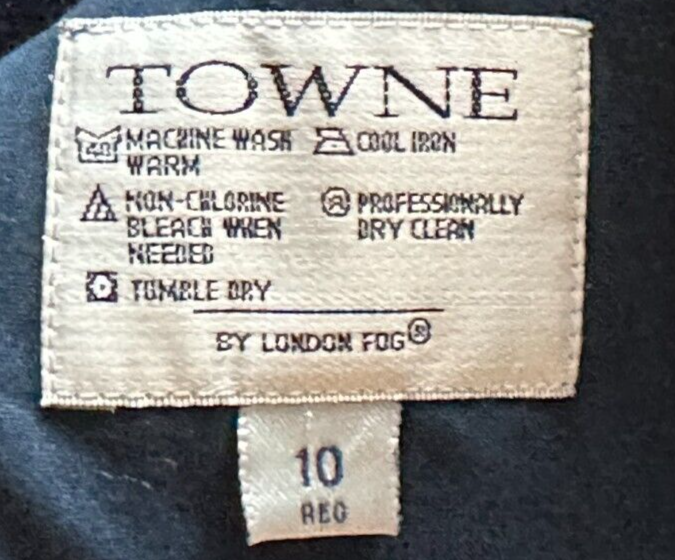 TOWNE
40 MACHINE WASH
WARM
COOL IRON
NON-CHLORINE
BLEACH WHEN
NEEDED
PROFESSIONALLY
DRY CLEAN
TUMBLE DRY
BY LONDON FOG®
10
REG